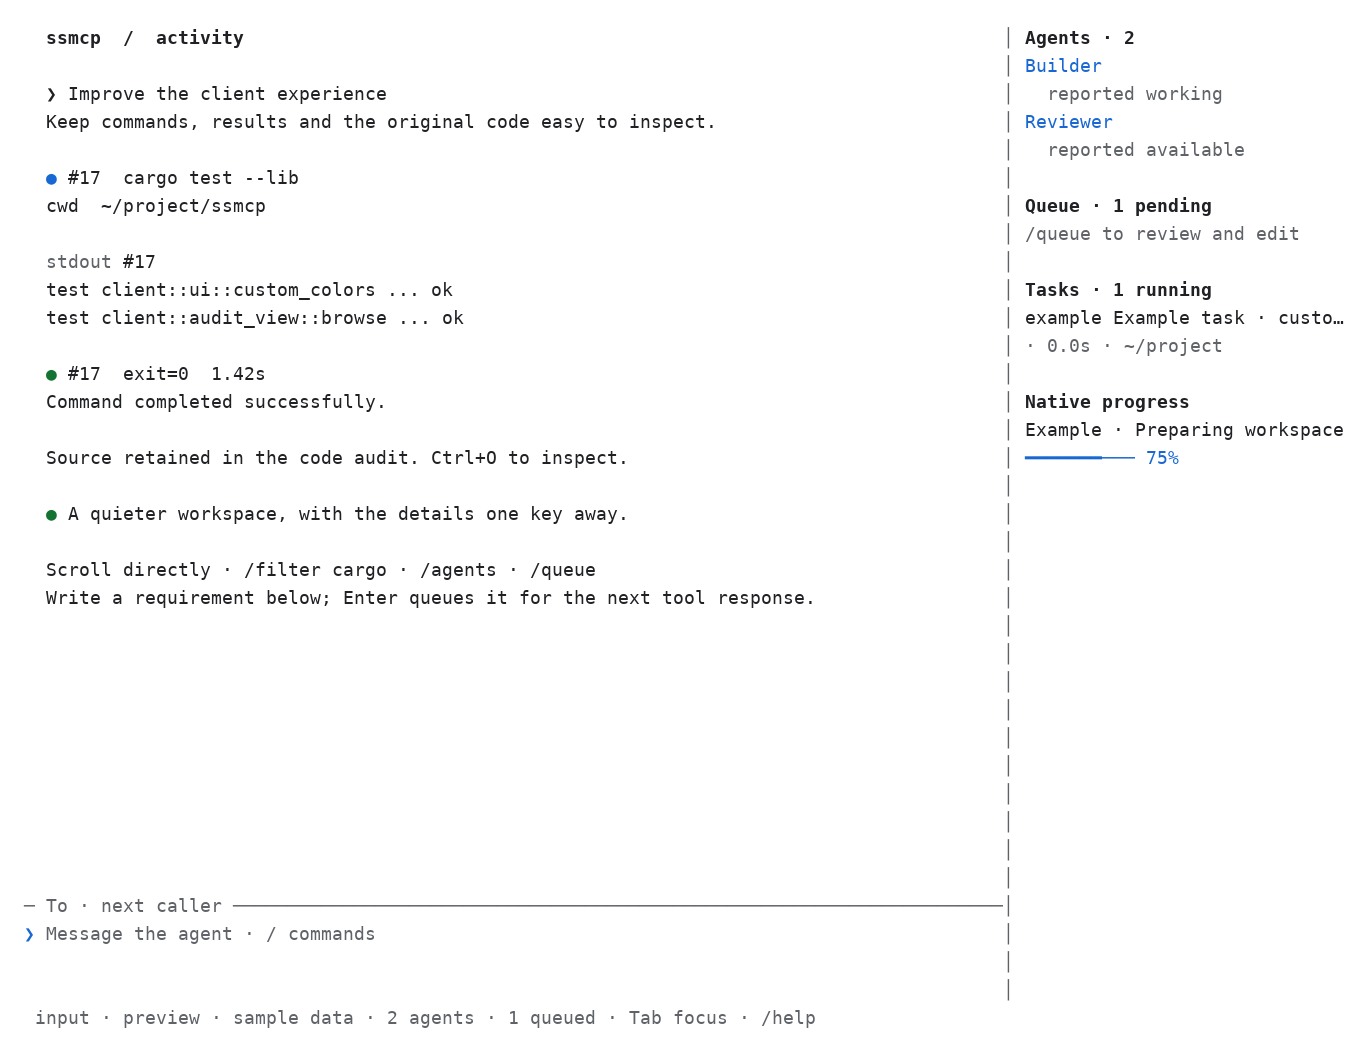 ssmcp  /  activity
❯ Improve the client experience
Keep commands, results and the original code easy to inspect.
● #17  cargo test --lib
cwd  ~/project/ssmcp
stdout #17
test client::ui::custom_colors ... ok
test client::audit_view::browse ... ok
● #17  exit=0  1.42s
Command completed successfully.
Source retained in the code audit. Ctrl+O to inspect.
● A quieter workspace, with the details one key away.
Scroll directly · /filter cargo · /agents · /queue
Write a requirement below; Enter queues it for the next tool response.
To · next caller
❯ Message the agent · / commands
Agents · 2
Builder
reported working
Reviewer
reported available
Queue · 1 pending
/queue to review and edit
Tasks · 1 running
example Example task · custo…
· 0.0s · ~/project
Native progress
Example · Preparing workspace
75%
input · preview · sample data · 2 agents · 1 queued · Tab focus · /help